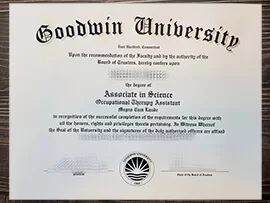 Goodwin University
East Hartford, Connecticut
Upon the recommendation of the Faculty and by the authority of the
Board of Trustees, hereby confers upon
the degree of
Associate in Science
Occupational Therapy Assistant
Magna Cum Laude
in recognition of the successful completion of the requirements for this degree with
all the honors, rights and privileges thereto pertaining. In Witness Whereof
the Seal of the University and the signatures of the duly authorized officers are affixed